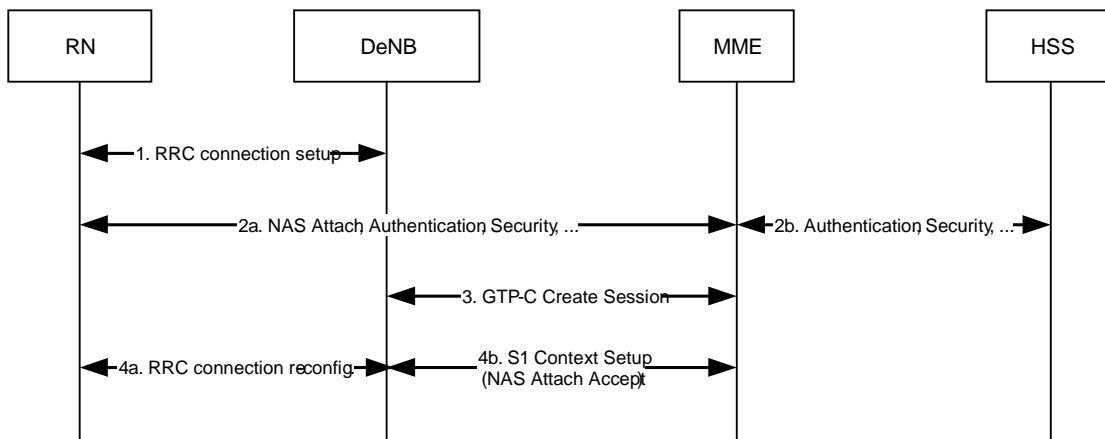 RN
DeNB
MME
HSS
1. RRC connection setup
2a. NAS Attach, Authentication, Security, ...
2b. Authentication, Security, ...
3. GTP-C Create Session
4a. RRC connection reconfig.
4b. S1 Context Setup
(NAS Attach Accept)